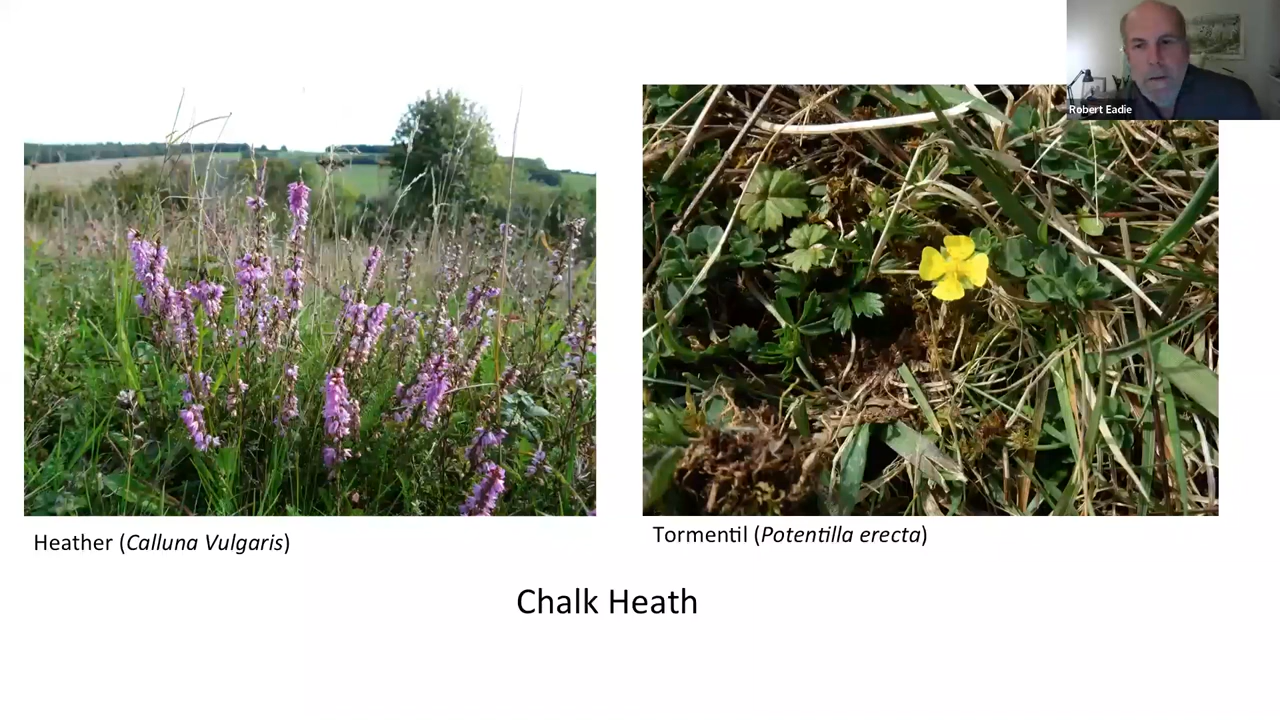 Robert Eadie
Heather (Calluna Vulgaris)
Tormentil (Potentilla erecta)
Chalk Heath